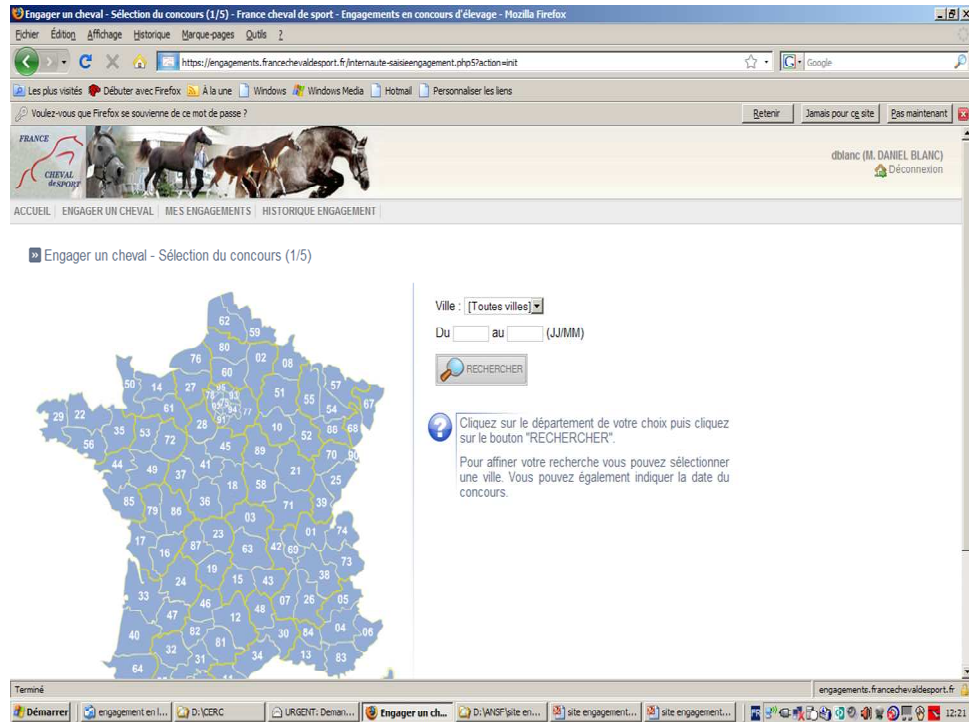 Engager un cheval - Sélection du concours (1/5) - France cheval de sport - Engagements en concours d'élevage - Mozilla Firefox
Fichier Édition Affichage Historique Marque-pages Outils ?
https://engagements.francechevaldesport.fr/internaute-saisieengagement.php5?action=init
Google
Les plus visités Débuter avec Firefox À la une Windows Windows Media Hotmail Personnaliser les liens
Voulez-vous que Firefox se souvienne de ce mot de passe ? Retenir Jamais pour ce site Pas maintenant
FRANCE
CHEVAL
de SPORT
dblanc (M. DANIEL BLANC)
Déconnexion
ACCUEIL ENGAGER UN CHEVAL MES ENGAGEMENTS HISTORIQUE ENGAGEMENT
Engager un cheval - Sélection du concours (1/5)
62
59
80
76 02 08
60
50 14 27 51 57
55 67
95
78 93
77
94
91
61 54
29 22 28 10 88 68
35 53 52
56 72 45 89 70 90
44 49 41 21 25
37
18 58
85 79 86 36 71 39
03
17 23 01 74
16 87 63 42 69
73
19
24 15 43 38
33
46 07 26 05
47 12 48
40 82 30 84 04 06
32 81
31 34 13 83
64
Ville : [Toutes villes]
Du au (JJ/MM)
RECHERCHER
Cliquez sur le département de votre choix puis cliquez
sur le bouton "RECHERCHER".
Pour affiner votre recherche vous pouvez sélectionner
une ville. Vous pouvez également indiquer la date du
concours.
Terminé engagements.francechevaldesport.fr
Démarrer engagement en l... D:\CERC URGENT: Deman... Engager un ch... D:\ANSF\site en... site engagement... site engagement... 12:21